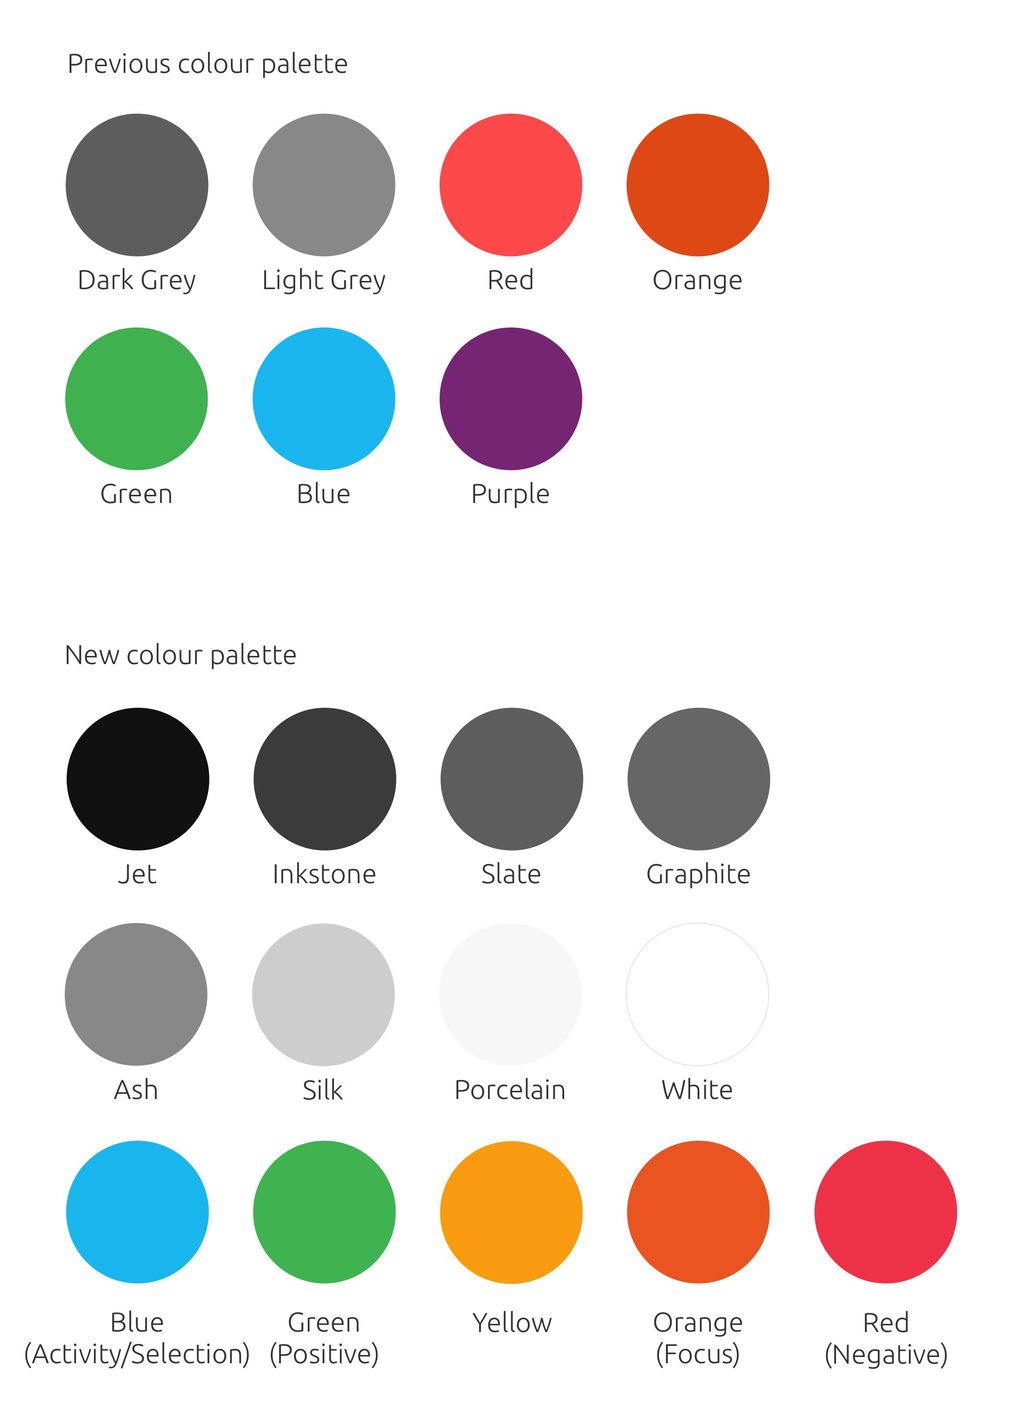 Previous colour palette
Dark Grey
Light Grey
Red
Orange
Green
Blue
Purple
New colour palette
Jet
Inkstone
Slate
Graphite
Ash
Silk
Porcelain
White
Blue
(Activity/Selection)
Green
(Positive)
Yellow
Orange
(Focus)
Red
(Negative)